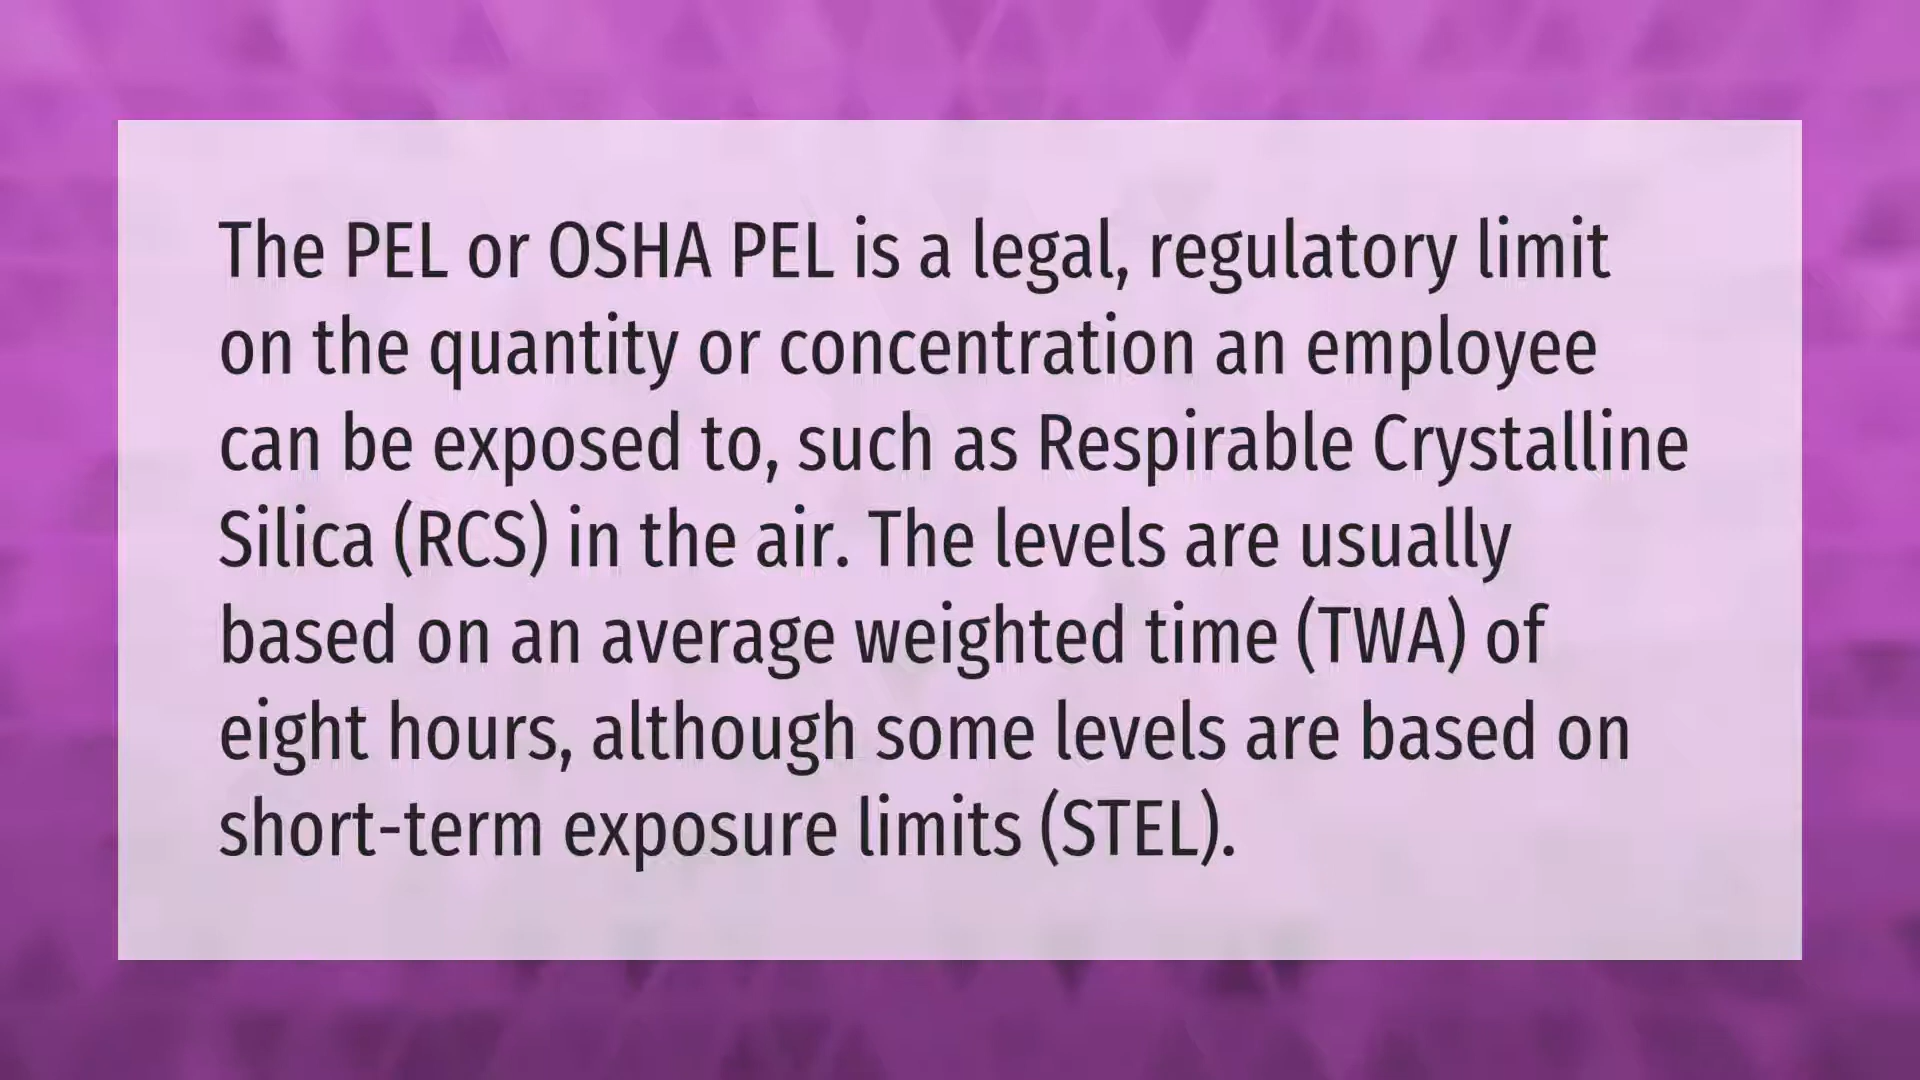 The PEL or OSHA PEL is a legal, regulatory limit
on the quantity or concentration an employee
can be exposed to, such as Respirable Crystalline
Silica (RCS) in the air. The levels are usually
based on an average weighted time (TWA) of
eight hours, although some levels are based on
short-term exposure limits (STEL).